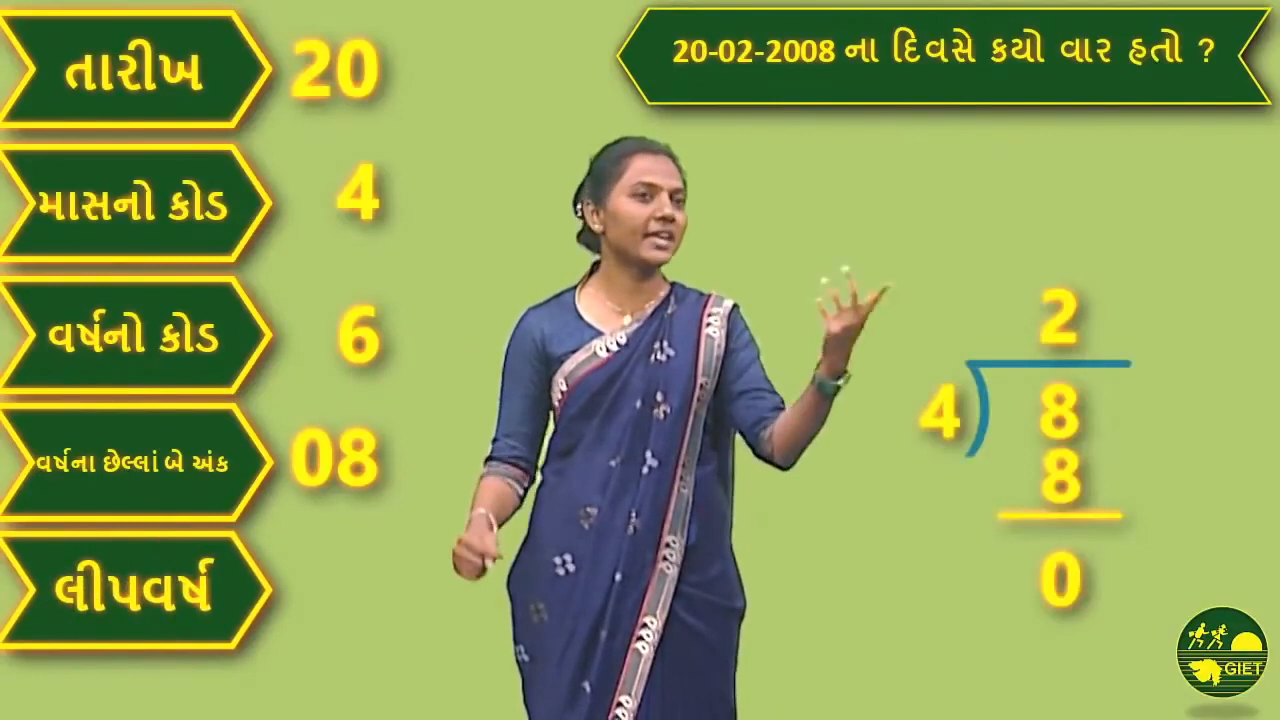 તારીખ 20
20-02-2008 ના દિવસે કયો વાર હતો ?
માસનો કોડ 4
વર્ષનો કોડ 6
વર્ષના છેલ્લાં બે અંક 08
લીપવર્ષ
2
4 8
8
0
GIET